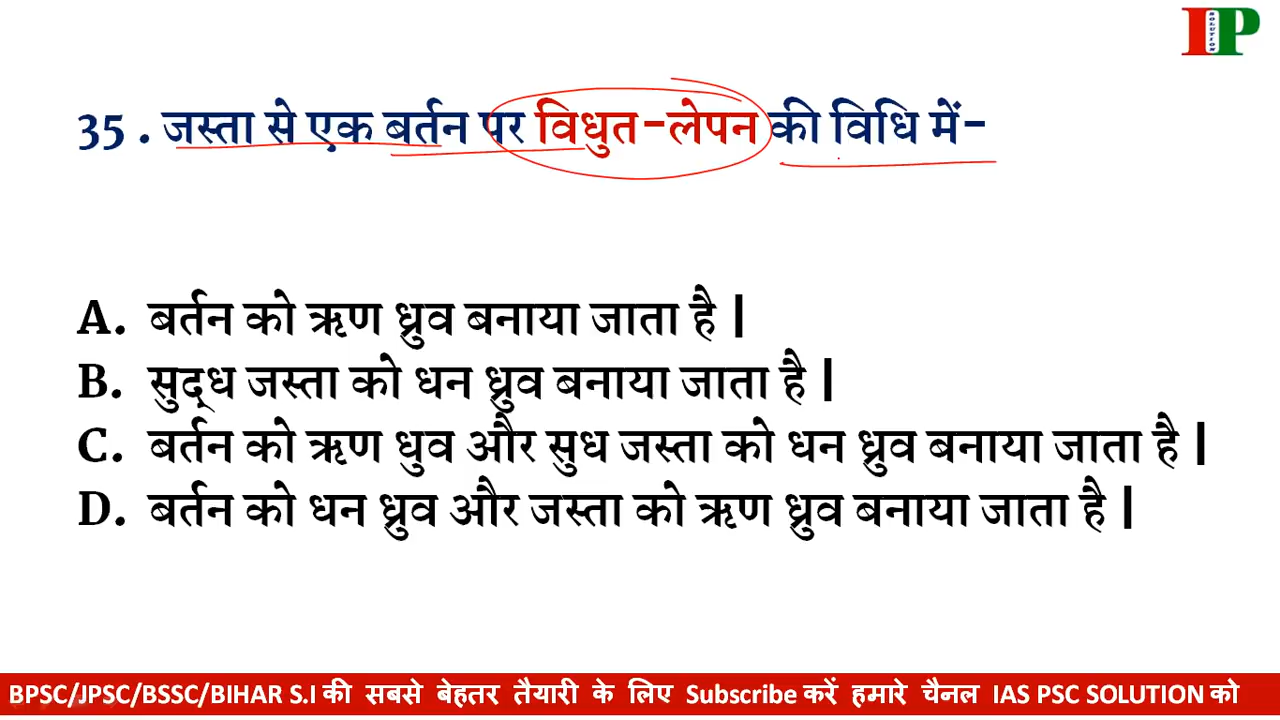 IP
SOLUTION
35 . जस्ता से एक बर्तन पर विधुत-लेपन की विधि में-
A. बर्तन को ऋण ध्रुव बनाया जाता है |
B. सुद्ध जस्ता को धन ध्रुव बनाया जाता है |
C. बर्तन को ऋण धुव और सुध जस्ता को धन ध्रुव बनाया जाता है |
D. बर्तन को धन ध्रुव और जस्ता को ऋण ध्रुव बनाया जाता है |
BPSC/JPSC/BSSC/BIHAR S.I की सबसे बेहतर तैयारी के लिए Subscribe करें हमारे चैनल IAS PSC SOLUTION को